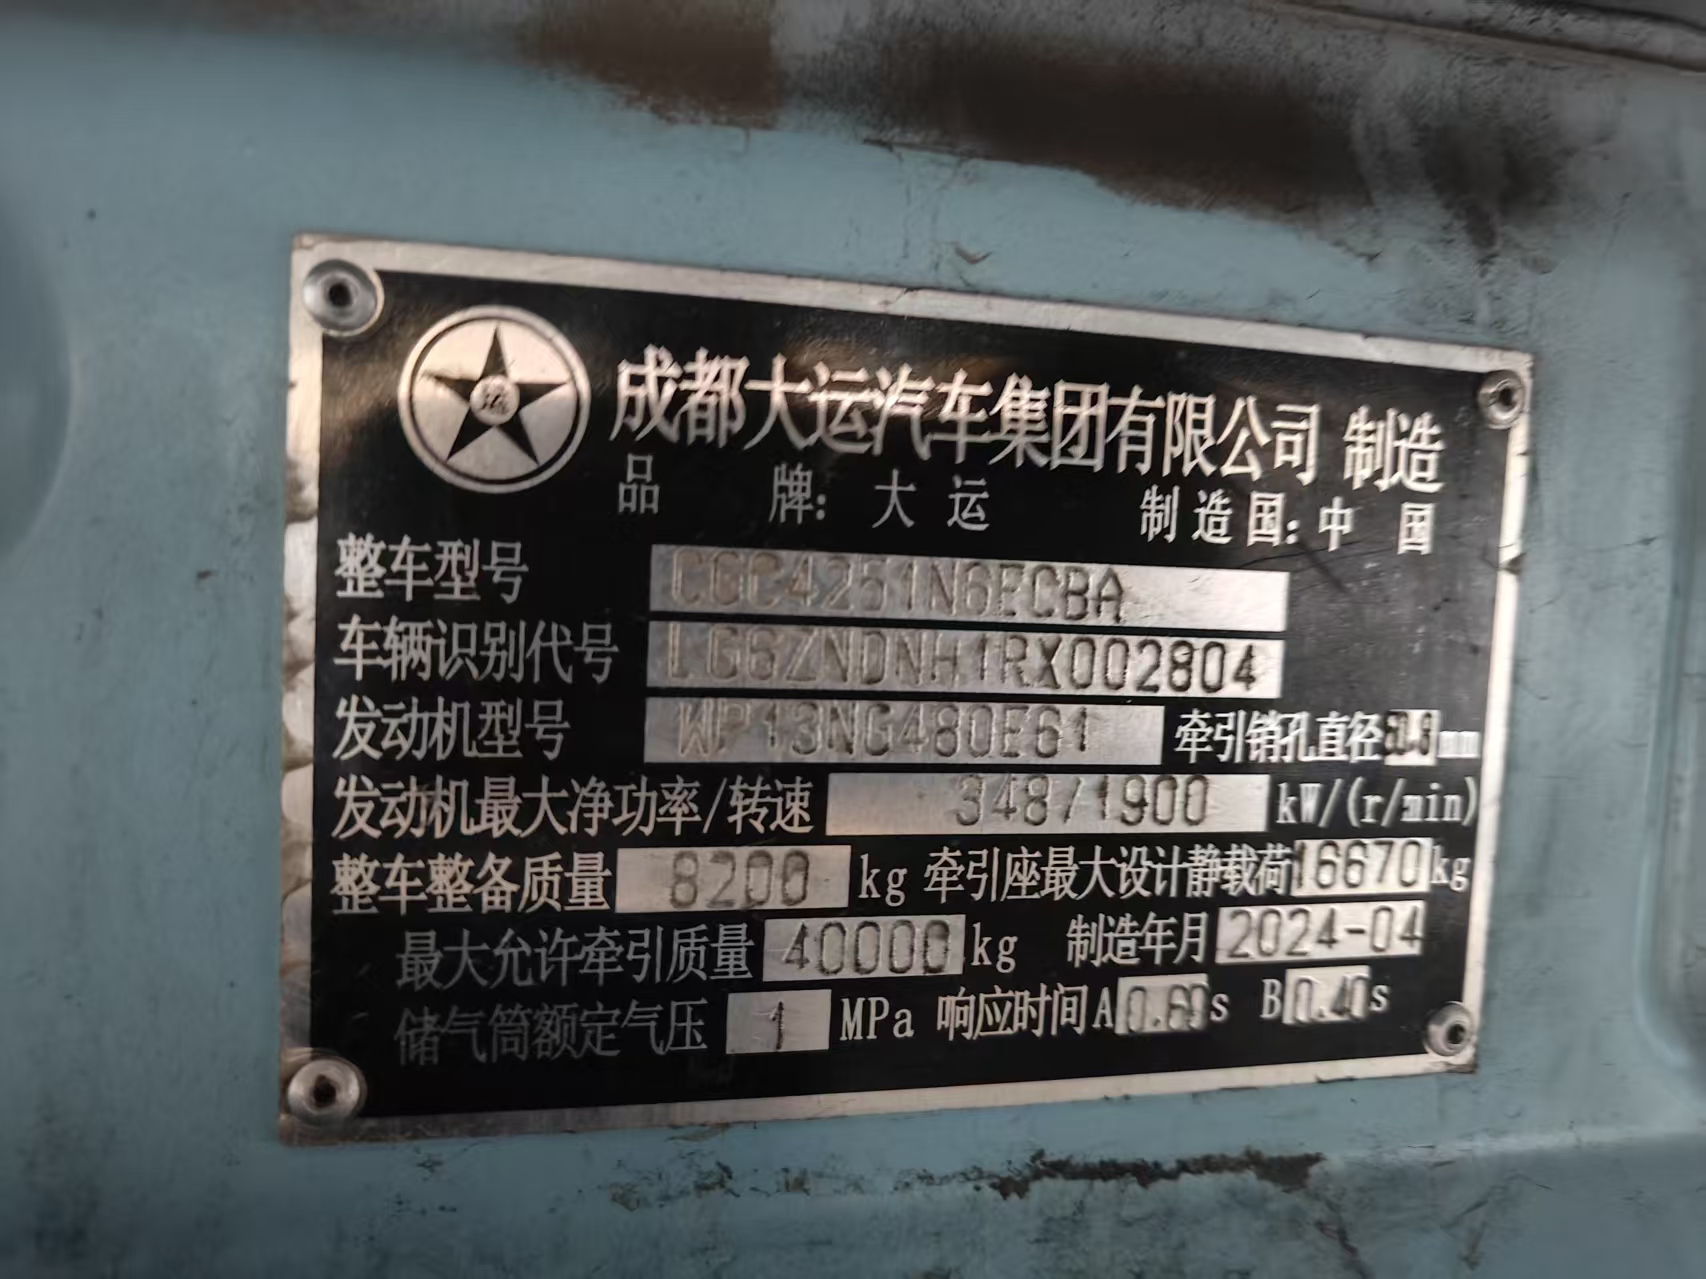 成都大运汽车集团有限公司 制造
品 牌: 大 运 制造国: 中 国
整车型号 CGC4251N6ECBA
车辆识别代号 LG6ZNDNH1RX002804
发动机型号 WP13NG480E61 牵引销孔直径 50.8 mm
发动机最大净功率/转速 348/1900 kW/(r/min)
整车整备质量 8200 kg 牵引座最大设计静载荷 16670 kg
最大允许牵引质量 40000 kg 制造年月 2024-04
储气筒额定气压 1 MPa 响应时间 A 0.60 s B 0.40 s